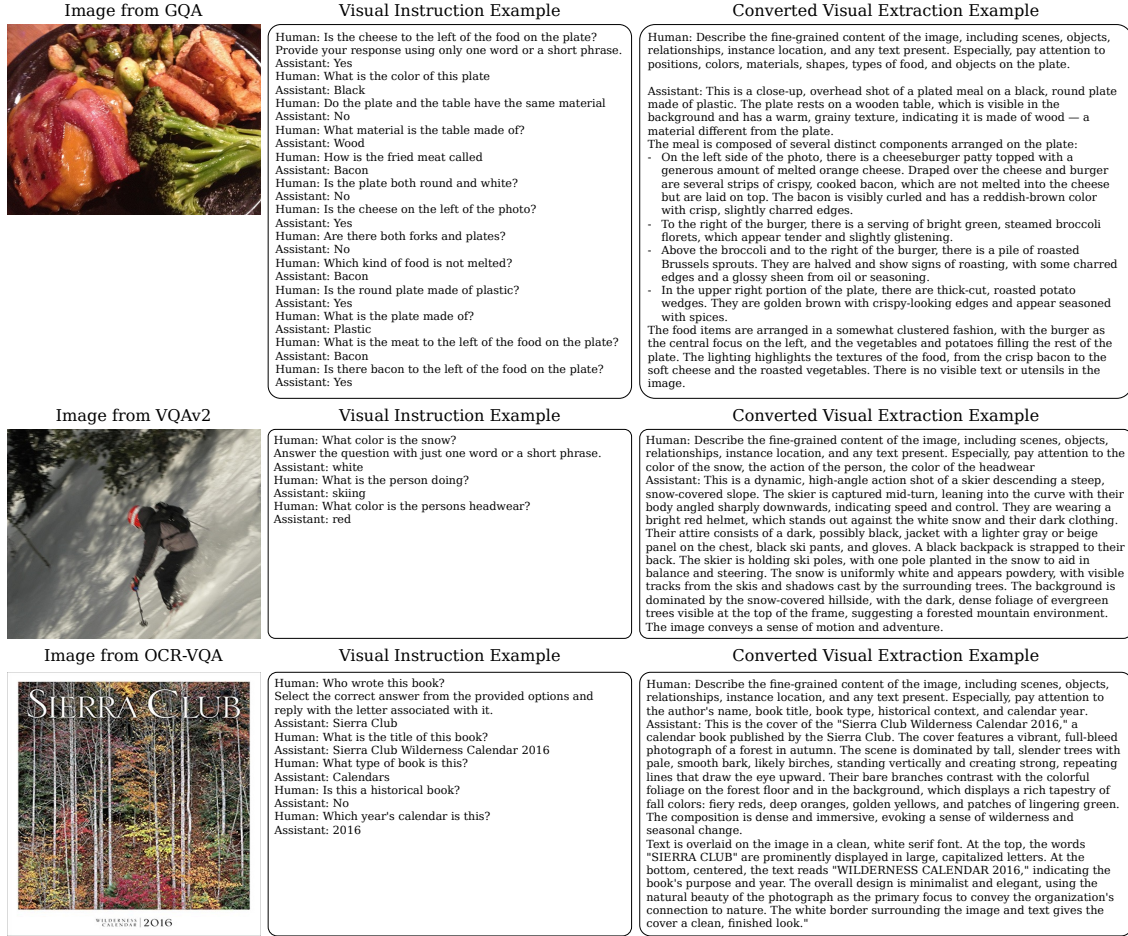 Image from GQA
Visual Instruction Example
Converted Visual Extraction Example
Human: Is the cheese to the left of the food on the plate?
Provide your response using only one word or a short phrase.
Assistant: Yes
Human: What is the color of this plate
Assistant: Black
Human: Do the plate and the table have the same material
Assistant: No
Human: What material is the table made of?
Assistant: Wood
Human: How is the fried meat called
Assistant: Bacon
Human: Is the plate both round and white?
Assistant: No
Human: Is the cheese on the left of the photo?
Assistant: Yes
Human: Are there both forks and plates?
Assistant: No
Human: Which kind of food is not melted?
Assistant: Bacon
Human: Is the round plate made of plastic?
Assistant: Yes
Human: What is the plate made of?
Assistant: Plastic
Human: What is the meat to the left of the food on the plate?
Assistant: Bacon
Human: Is there bacon to the left of the food on the plate?
Assistant: Yes
Human: Describe the fine-grained content of the image, including scenes, objects,
relationships, instance location, and any text present. Especially, pay attention to
positions, colors, materials, shapes, types of food, and objects on the plate.
Assistant: This is a close-up, overhead shot of a plated meal on a black, round plate
made of plastic. The plate rests on a wooden table, which is visible in the
background and has a warm, grainy texture, indicating it is made of wood — a
material different from the plate.
The meal is composed of several distinct components arranged on the plate:
- On the left side of the photo, there is a cheeseburger patty topped with a
generous amount of melted orange cheese. Draped over the cheese and burger
are several strips of crispy, cooked bacon, which are not melted into the cheese
but are laid on top. The bacon is visibly curled and has a reddish-brown color
with crisp, slightly charred edges.
- To the right of the burger, there is a serving of bright green, steamed broccoli
florets, which appear tender and slightly glistening.
- Above the broccoli and to the right of the burger, there is a pile of roasted
Brussels sprouts. They are halved and show signs of roasting, with some charred
edges and a glossy sheen from oil or seasoning.
- In the upper right portion of the plate, there are thick-cut, roasted potato
wedges. They are golden brown with crispy-looking edges and appear seasoned
with spices.
The food items are arranged in a somewhat clustered fashion, with the burger as
the central focus on the left, and the vegetables and potatoes filling the rest of the
plate. The lighting highlights the textures of the food, from the crisp bacon to the
soft cheese and the roasted vegetables. There is no visible text or utensils in the
image.
Image from VQAv2
Visual Instruction Example
Converted Visual Extraction Example
Human: What color is the snow?
Answer the question with just one word or a short phrase.
Assistant: white
Human: What is the person doing?
Assistant: skiing
Human: What color is the persons headwear?
Assistant: red
Human: Describe the fine-grained content of the image, including scenes, objects,
relationships, instance location, and any text present. Especially, pay attention to the
color of the snow, the action of the person, the color of the headwear
Assistant: This is a dynamic, high-angle action shot of a skier descending a steep,
snow-covered slope. The skier is captured mid-turn, leaning into the curve with their
body angled sharply downwards, indicating speed and control. They are wearing a
bright red helmet, which stands out against the white snow and their dark clothing.
Their attire consists of a dark, possibly black, jacket with a lighter gray or beige
panel on the chest, black ski pants, and gloves. A black backpack is strapped to their
back. The skier is holding ski poles, with one pole planted in the snow to aid in
balance and steering. The snow is uniformly white and appears powdery, with visible
tracks from the skis and shadows cast by the surrounding trees. The background is
dominated by the snow-covered hillside, with the dark, dense foliage of evergreen
trees visible at the top of the frame, suggesting a forested mountain environment.
The image conveys a sense of motion and adventure.
Image from OCR-VQA
Visual Instruction Example
Converted Visual Extraction Example
SIERRA CLUB
WILDERNESS
CALENDAR 2016
Human: Who wrote this book?
Select the correct answer from the provided options and
reply with the letter associated with it.
Assistant: Sierra Club
Human: What is the title of this book?
Assistant: Sierra Club Wilderness Calendar 2016
Human: What type of book is this?
Assistant: Calendars
Human: Is this a historical book?
Assistant: No
Human: Which year's calendar is this?
Assistant: 2016
Human: Describe the fine-grained content of the image, including scenes, objects,
relationships, instance location, and any text present. Especially, pay attention to
the author's name, book title, book type, historical context, and calendar year.
Assistant: This is the cover of the "Sierra Club Wilderness Calendar 2016," a
calendar book published by the Sierra Club. The cover features a vibrant, full-bleed
photograph of a forest in autumn. The scene is dominated by tall, slender trees with
pale, smooth bark, likely birches, standing vertically and creating strong, repeating
lines that draw the eye upward. Their bare branches contrast with the colorful
foliage on the forest floor and in the background, which displays a rich tapestry of
fall colors: fiery reds, deep oranges, golden yellows, and patches of lingering green.
The composition is dense and immersive, evoking a sense of wilderness and
seasonal change.
Text is overlaid on the image in a clean, white serif font. At the top, the words
"SIERRA CLUB" are prominently displayed in large, capitalized letters. At the
bottom, centered, the text reads "WILDERNESS CALENDAR 2016," indicating the
book's purpose and year. The overall design is minimalist and elegant, using the
natural beauty of the photograph as the primary focus to convey the organization's
connection to nature. The white border surrounding the image and text gives the
cover a clean, finished look."